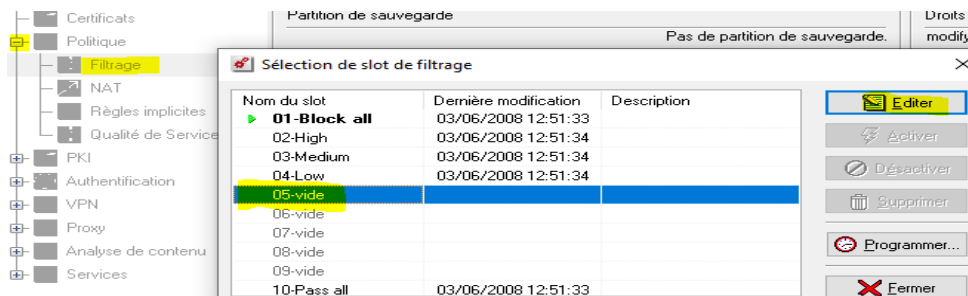 Certificats
Politique
Filtrage
NAT
Règles implicites
Qualité de Service
PKI
Authentification
VPN
Proxy
Analyse de contenu
Services
Partition de sauvegarde
Pas de partition de sauvegarde.
Droits
modify
Sélection de slot de filtrage
Nom du slot Dernière modification Description
01-Block all 03/06/2008 12:51:33
02-High 03/06/2008 12:51:34
03-Medium 03/06/2008 12:51:34
04-Low 03/06/2008 12:51:34
05-vide
06-vide
07-vide
08-vide
09-vide
10-Pass all 03/06/2008 12:51:33
Editer
Activer
Désactiver
Supprimer
Programmer...
Fermer